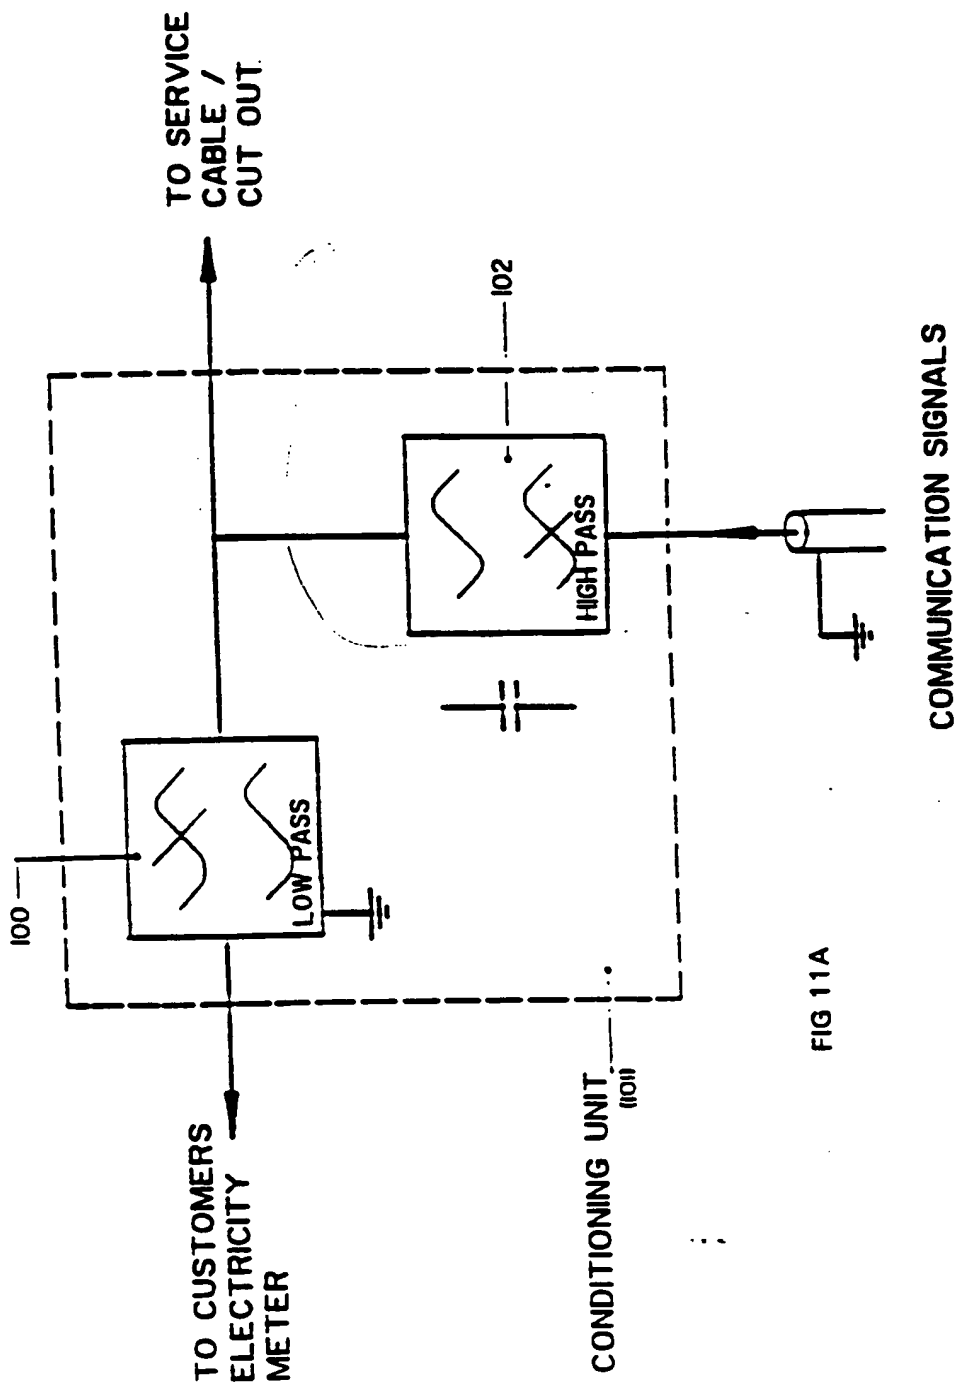 TO SERVICE
CABLE /
CUT OUT
100
LOW PASS
102
HIGH PASS
TO CUSTOMERS
ELECTRICITY
METER
CONDITIONING UNIT
(101)
COMMUNICATION SIGNALS
FIG 11A